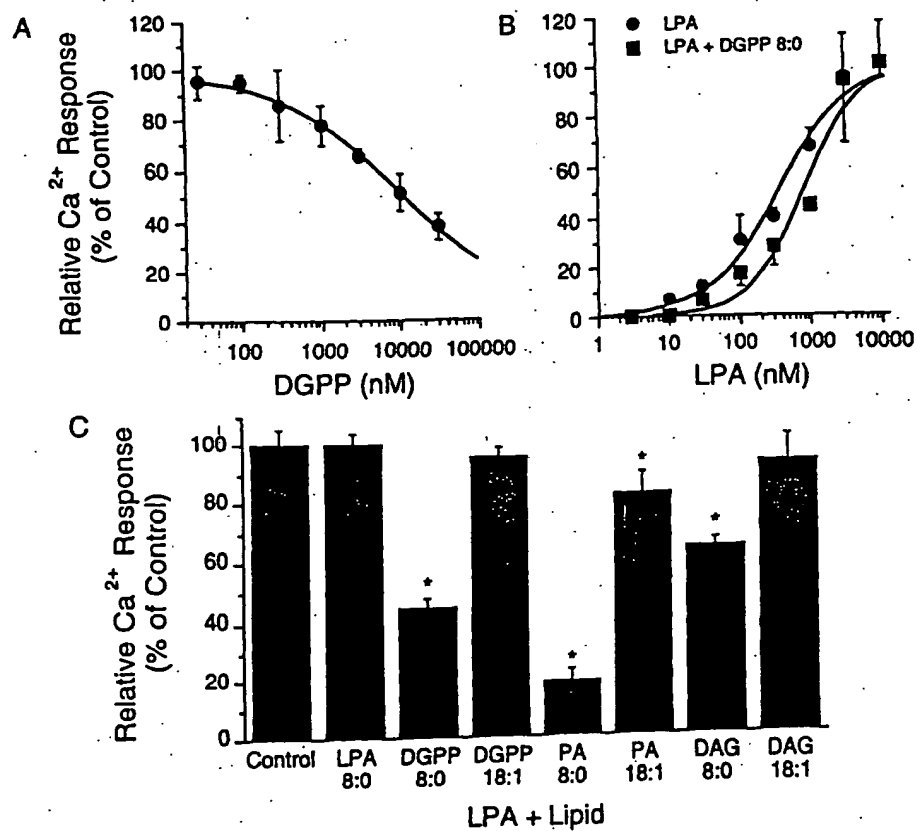 A
Relative Ca2+ Response
(% of Control)
120
100
80
60
40
20
0
100 1000 10000 100000
DGPP (nM)
B
LPA
LPA + DGPP 8:0
120
100
80
60
40
20
0
1 10 100 1000 10000
LPA (nM)
C
Relative Ca2+ Response
(% of Control)
100
80
60
40
20
0
* * * *
Control LPA DGPP DGPP PA PA DAG DAG
8:0 8:0 18:1 8:0 18:1 8:0 18:1
LPA + Lipid